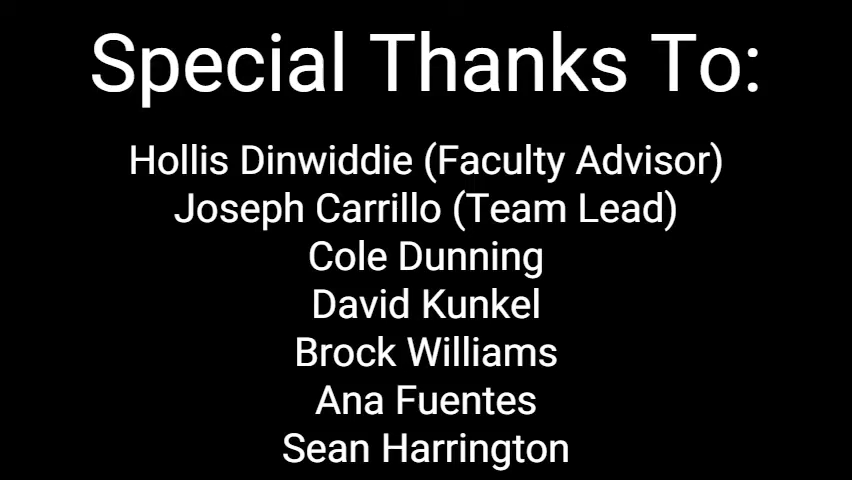 Special Thanks To:
Hollis Dinwiddie (Faculty Advisor)
Joseph Carrillo (Team Lead)
Cole Dunning
David Kunkel
Brock Williams
Ana Fuentes
Sean Harrington